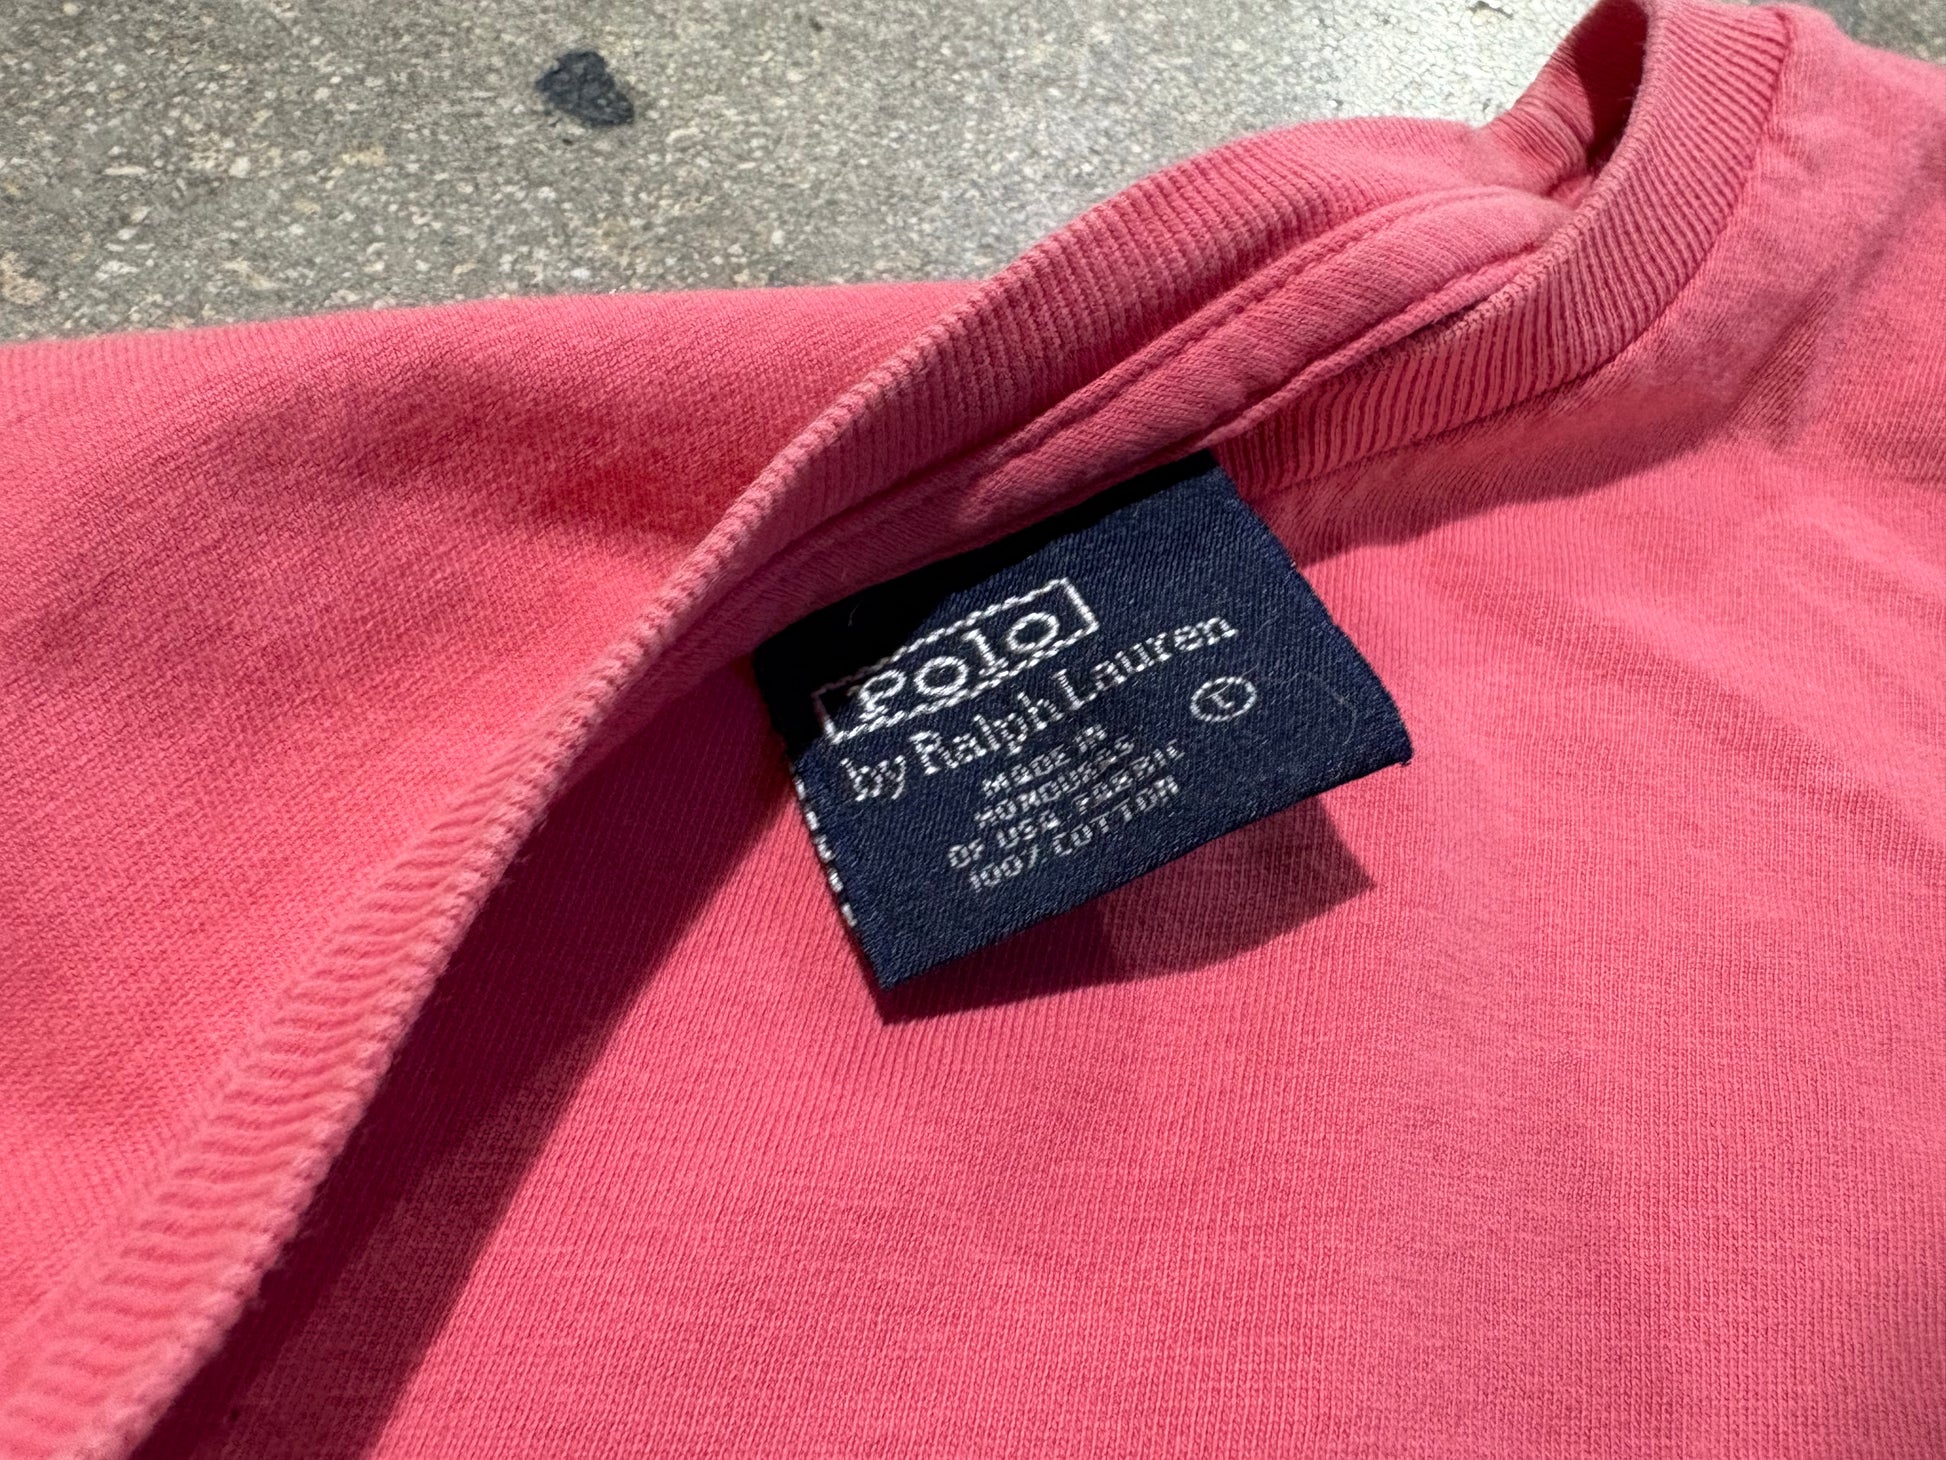 Polo
by Ralph Lauren
L
MADE IN
HONDURAS
OF USA FABRIC
100% COTTON